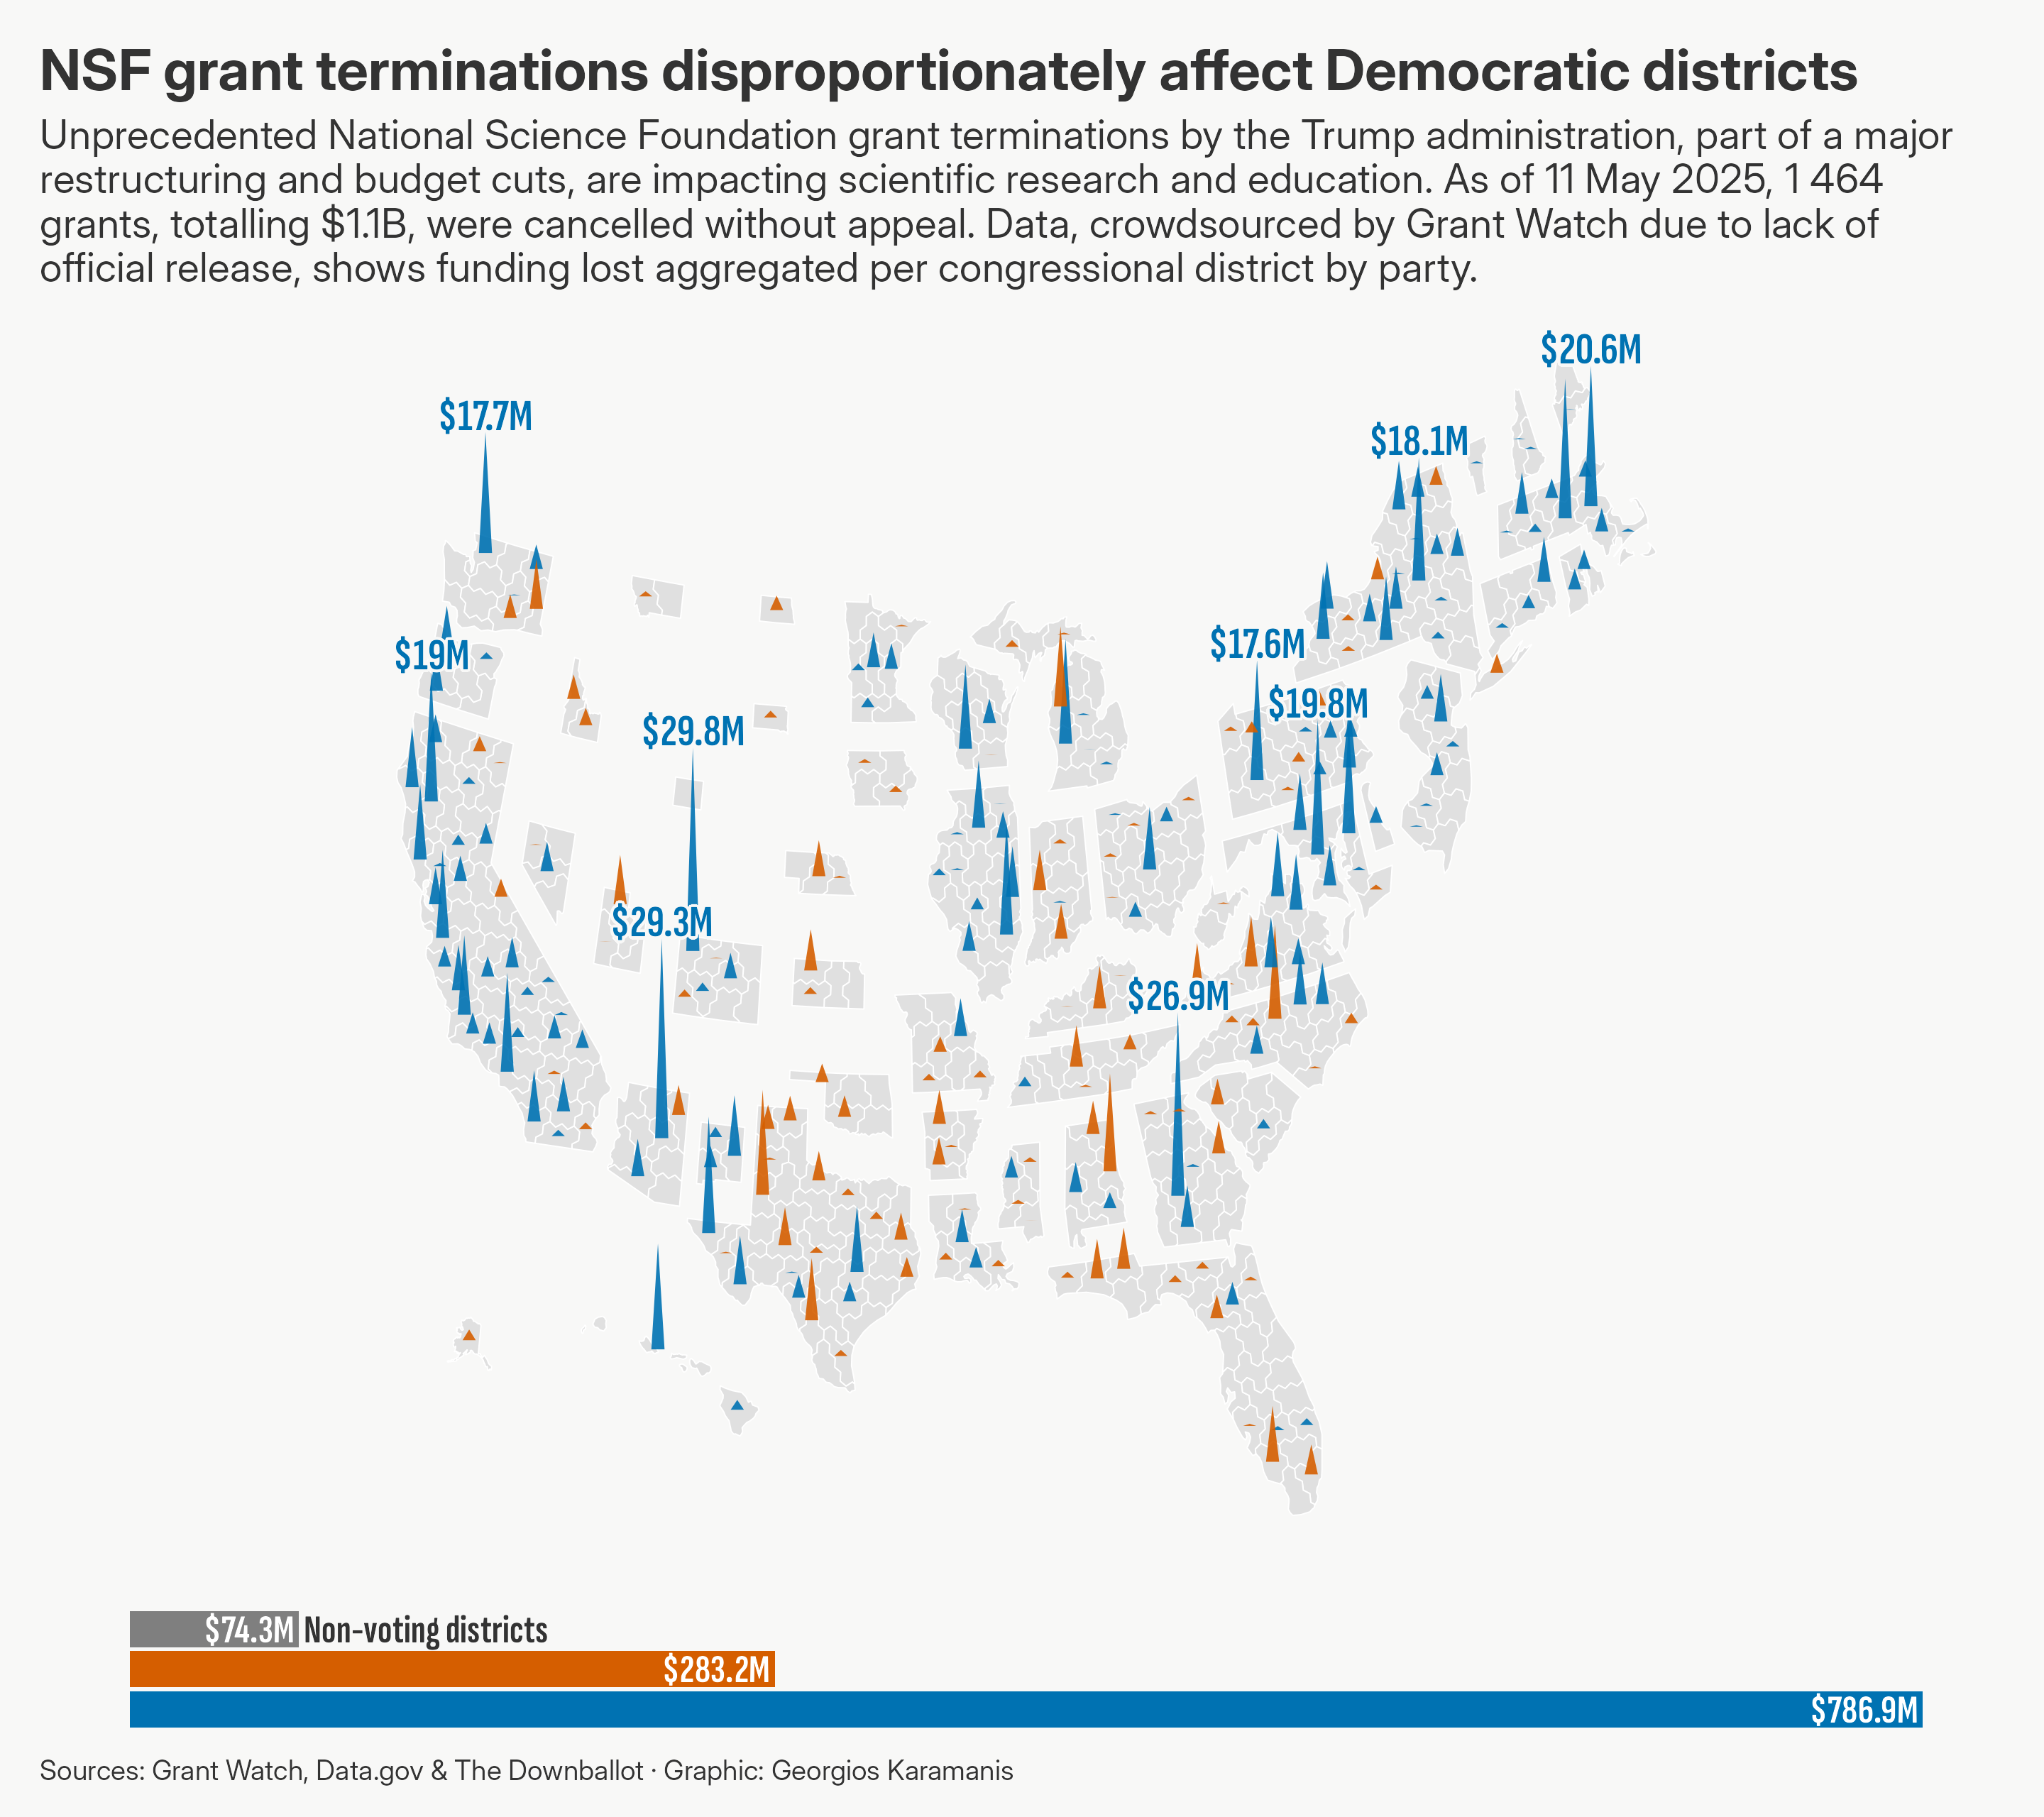 NSF grant terminations disproportionately affect Democratic districts
Unprecedented National Science Foundation grant terminations by the Trump administration, part of a major
restructuring and budget cuts, are impacting scientific research and education. As of 11 May 2025, 1 464
grants, totalling $1.1B, were cancelled without appeal. Data, crowdsourced by Grant Watch due to lack of
official release, shows funding lost aggregated per congressional district by party.
$20.6M
$17.7M
$18.1M
$17.6M
$19M
$19.8M
$29.8M
$29.3M
$26.9M
$74.3M Non-voting districts
$283.2M
$786.9M
Sources: Grant Watch, Data.gov & The Downballot · Graphic: Georgios Karamanis